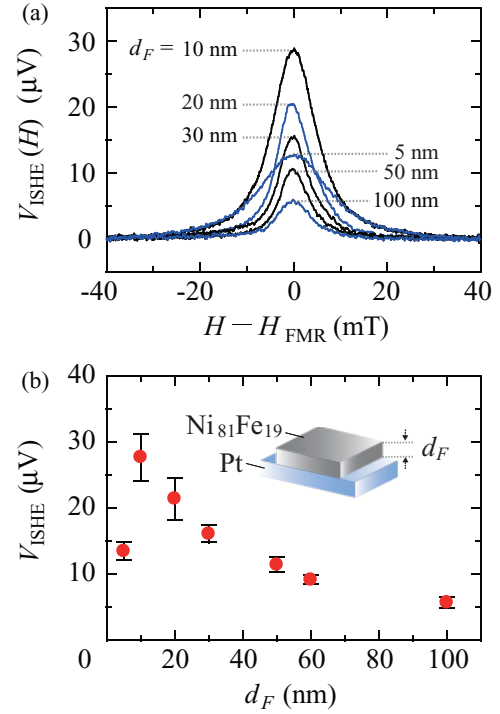 (a)
V_ISHE (H) (μV)
30
20
10
0
d_F = 10 nm
20 nm
30 nm
5 nm
50 nm
100 nm
-40 -20 0 20 40
H − H_FMR (mT)
(b)
V_ISHE (μV)
40
30
20
10
0
Ni81Fe19
Pt
d_F
20 40 60 80 100
d_F (nm)